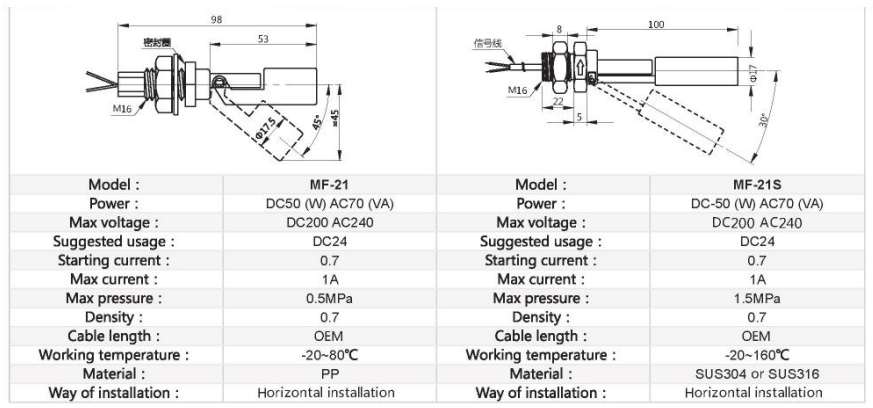 98
密封圈
53
M16
Φ17.5
45°
≈45
8
100
信号线
M16
22
5
Φ17
30°
Model : MF-21
Power : DC50 (W) AC70 (VA)
Max voltage : DC200 AC240
Suggested usage : DC24
Starting current : 0.7
Max current : 1A
Max pressure : 0.5MPa
Density : 0.7
Cable length : OEM
Working temperature : -20~80℃
Material : PP
Way of installation : Horizontal installation
Model : MF-21S
Power : DC-50 (W) AC70 (VA)
Max voltage : DC200 AC240
Suggested usage : DC24
Starting current : 0.7
Max current : 1A
Max pressure : 1.5MPa
Density : 0.7
Cable length : OEM
Working temperature : -20~160℃
Material : SUS304 or SUS316
Way of installation : Horizontal installation